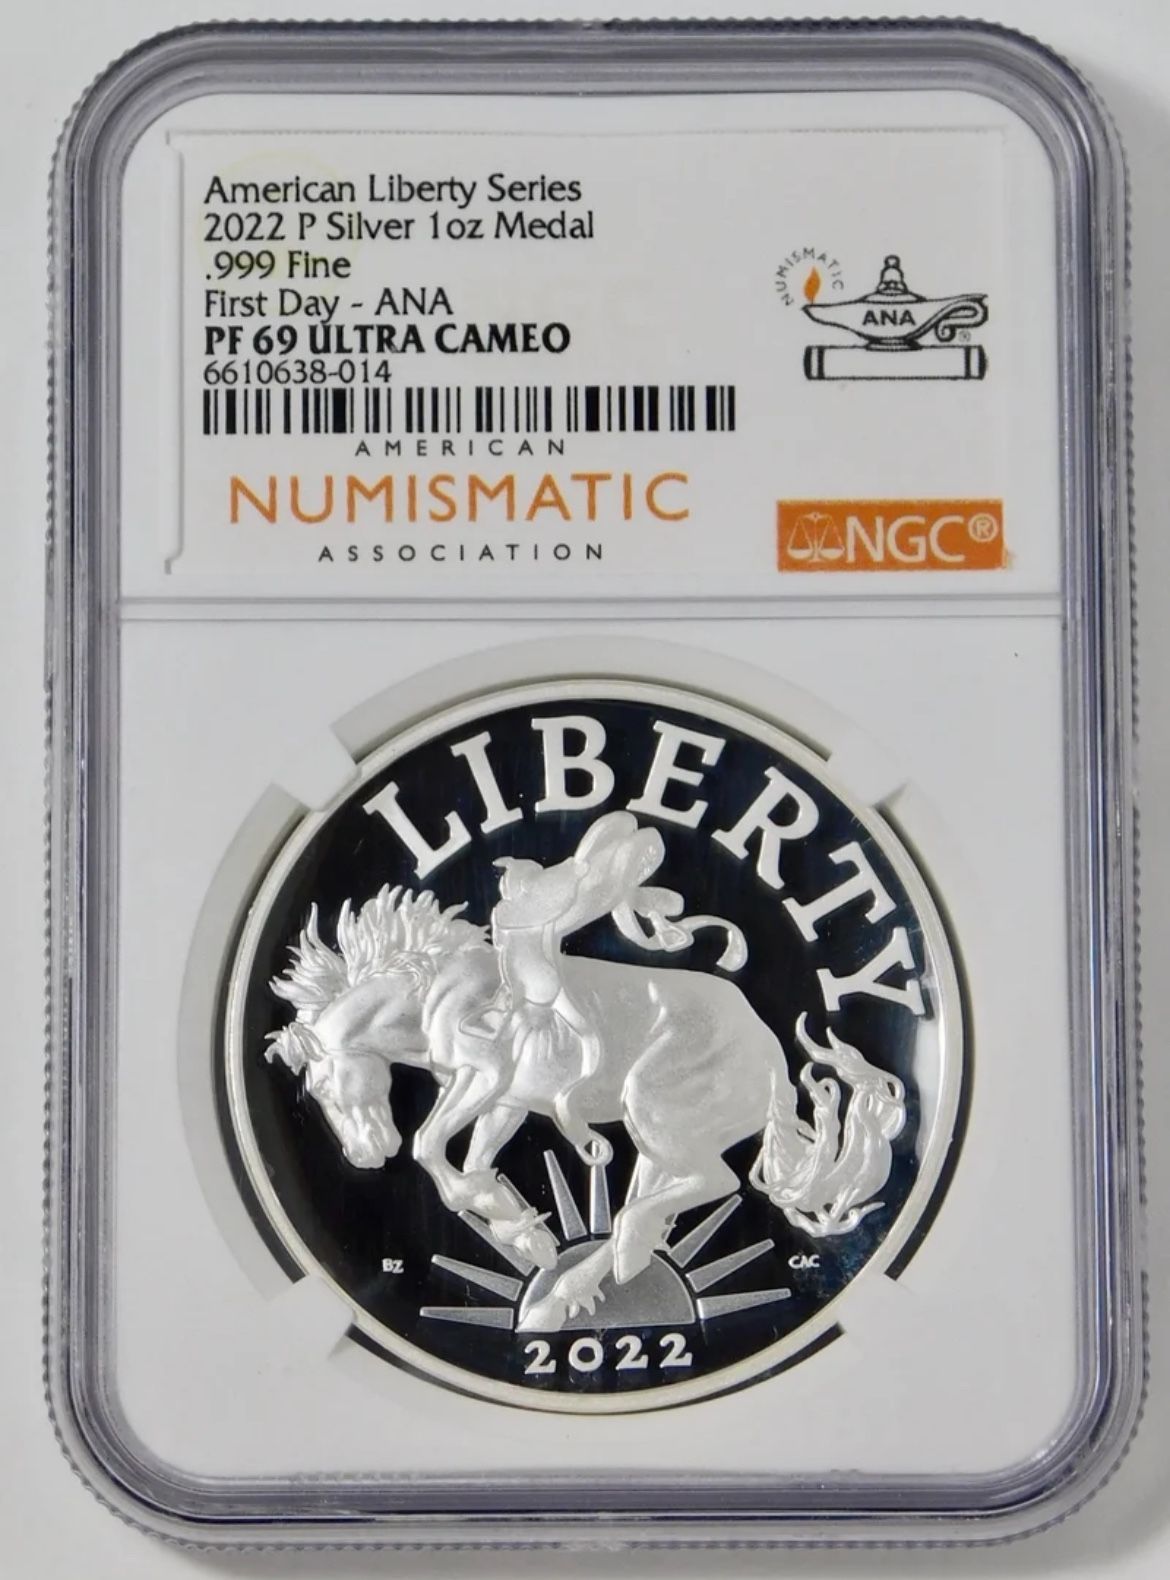 American Liberty Series
2022 P Silver 1oz Medal
.999 Fine
First Day - ANA
PF 69 ULTRA CAMEO
6610638-014
AMERICAN
NUMISMATIC
ASSOCIATION
NUMISMATIC
ANA
®
NGC®
LIBERTY
BZ
CAC
2022